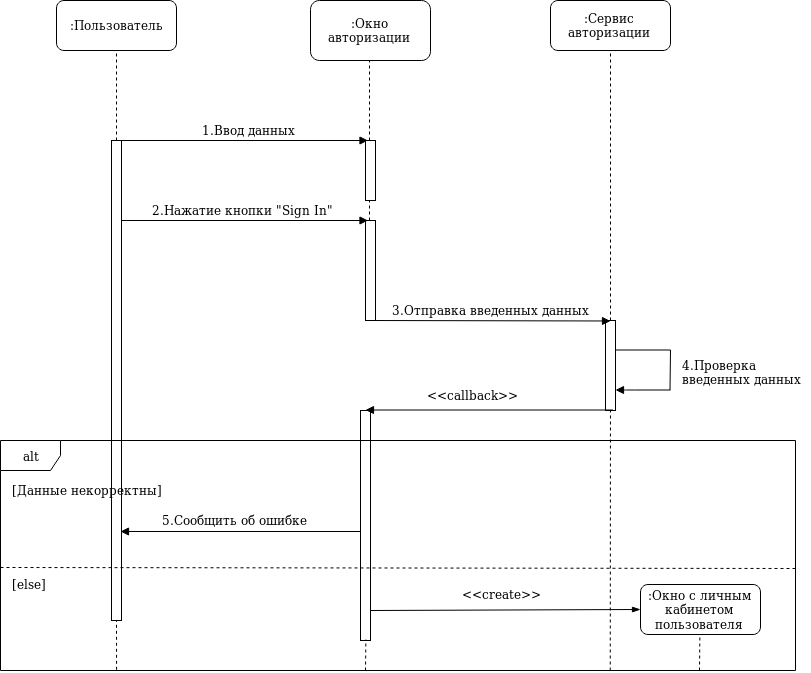 :Пользователь
:Окно
авторизации
:Сервис
авторизации
1.Ввод данных
2.Нажатие кнопки "Sign In"
3.Отправка введенных данных
4.Проверка
введенных данных
<<callback>>
alt
[Данные некорректны]
5.Сообщить об ошибке
[else]
<<create>>
:Окно с личным
кабинетом
пользователя